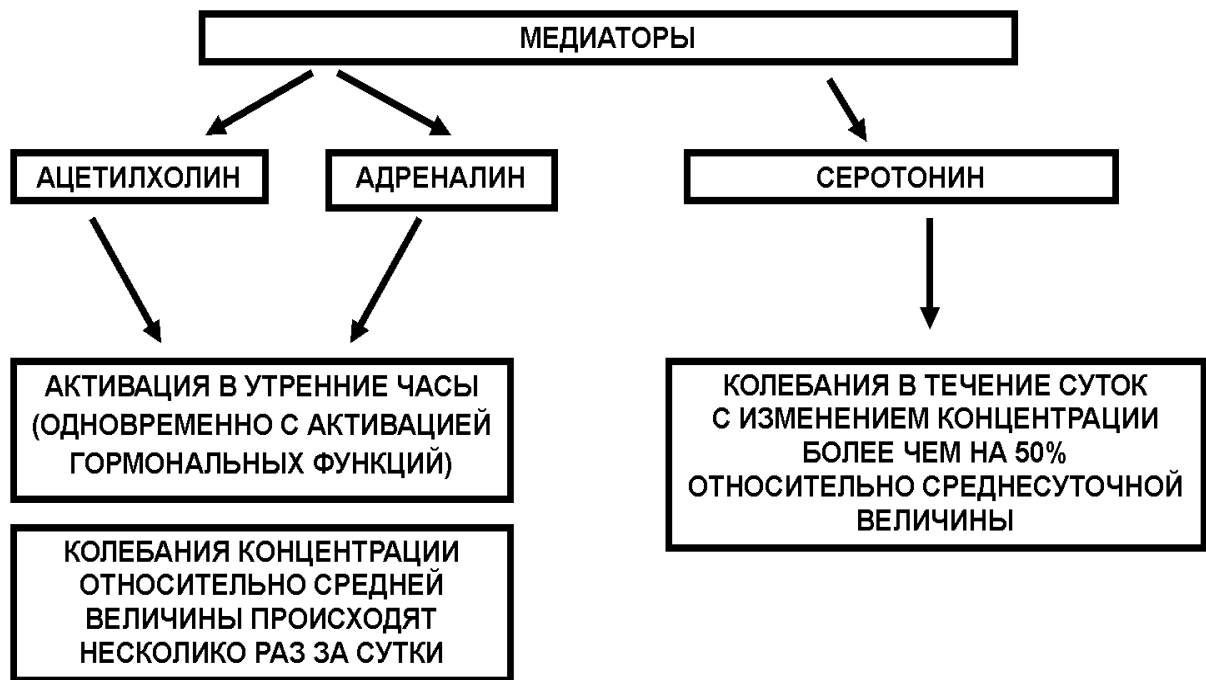 МЕДИАТОРЫ
АЦЕТИЛХОЛИН
АДРЕНАЛИН
СЕРОТОНИН
АКТИВАЦИЯ В УТРЕННИЕ ЧАСЫ
(ОДНОВРЕМЕННО С АКТИВАЦИЕЙ
ГОРМОНАЛЬНЫХ ФУНКЦИЙ)
КОЛЕБАНИЯ КОНЦЕНТРАЦИИ
ОТНОСИТЕЛЬНО СРЕДНЕЙ
ВЕЛИЧИНЫ ПРОИСХОДЯТ
НЕСКОЛИКО РАЗ ЗА СУТКИ
КОЛЕБАНИЯ В ТЕЧЕНИЕ СУТОК
С ИЗМЕНЕНИЕМ КОНЦЕНТРАЦИИ
БОЛЕЕ ЧЕМ НА 50%
ОТНОСИТЕЛЬНО СРЕДНЕСУТОЧНОЙ
ВЕЛИЧИНЫ